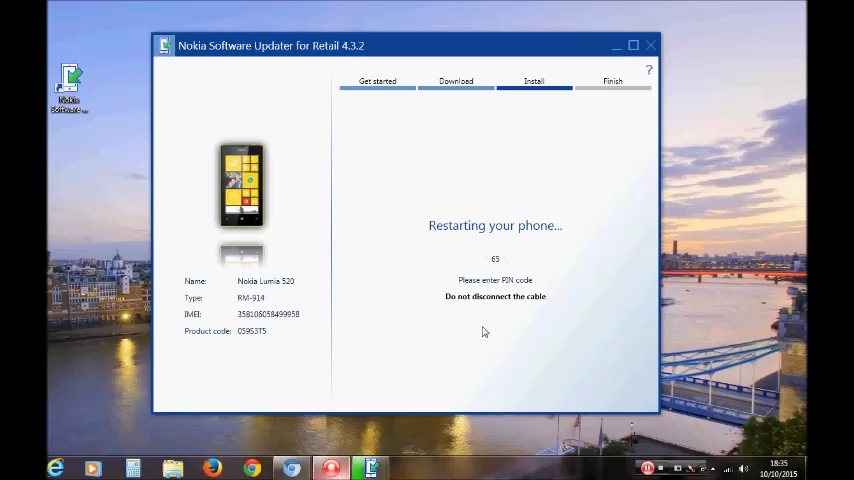 Nokia Software Updater for Retail 4.3.2
?
Get started
Download
Install
Finish
Nokia
Software ...
Restarting your phone...
65
Please enter PIN code
Do not disconnect the cable
Name: Nokia Lumia 520
Type: RM-914
IMEI: 358106058499958
Product code: 059S3T5
18:35
10/10/2015